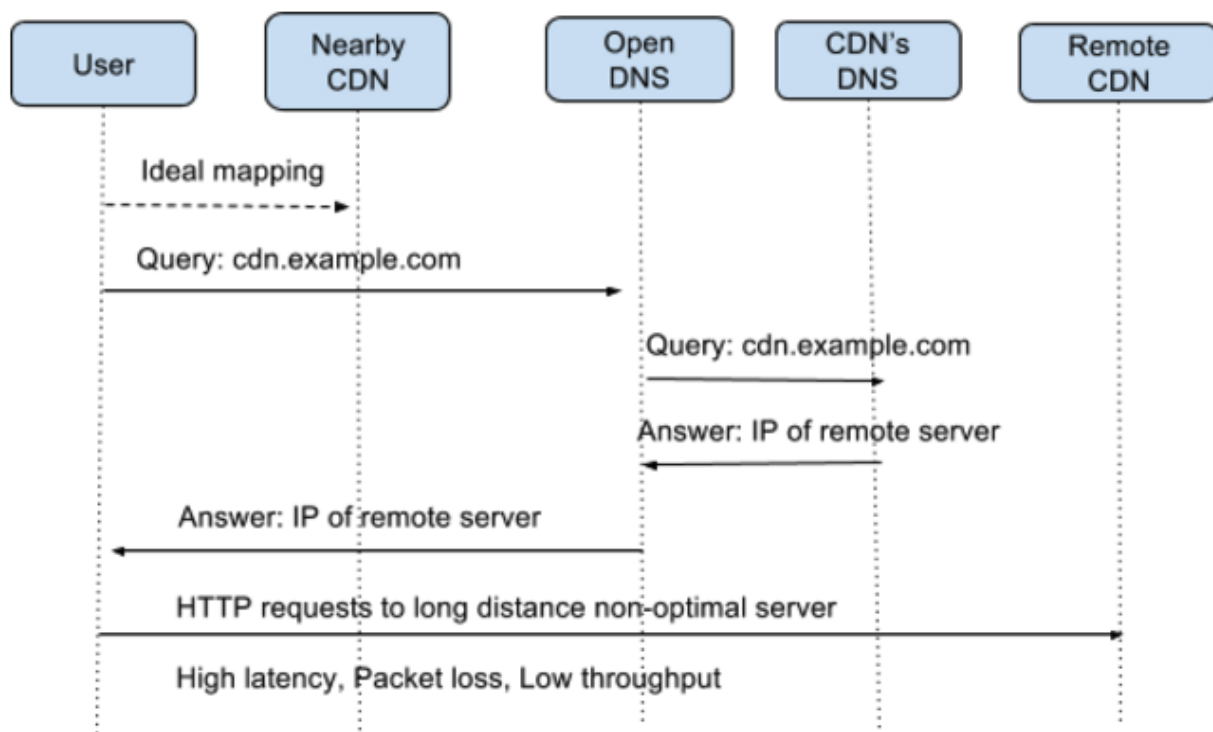 User
Nearby
CDN
Open
DNS
CDN's
DNS
Remote
CDN
Ideal mapping
Query: cdn.example.com
Query: cdn.example.com
Answer: IP of remote server
Answer: IP of remote server
HTTP requests to long distance non-optimal server
High latency, Packet loss, Low throughput